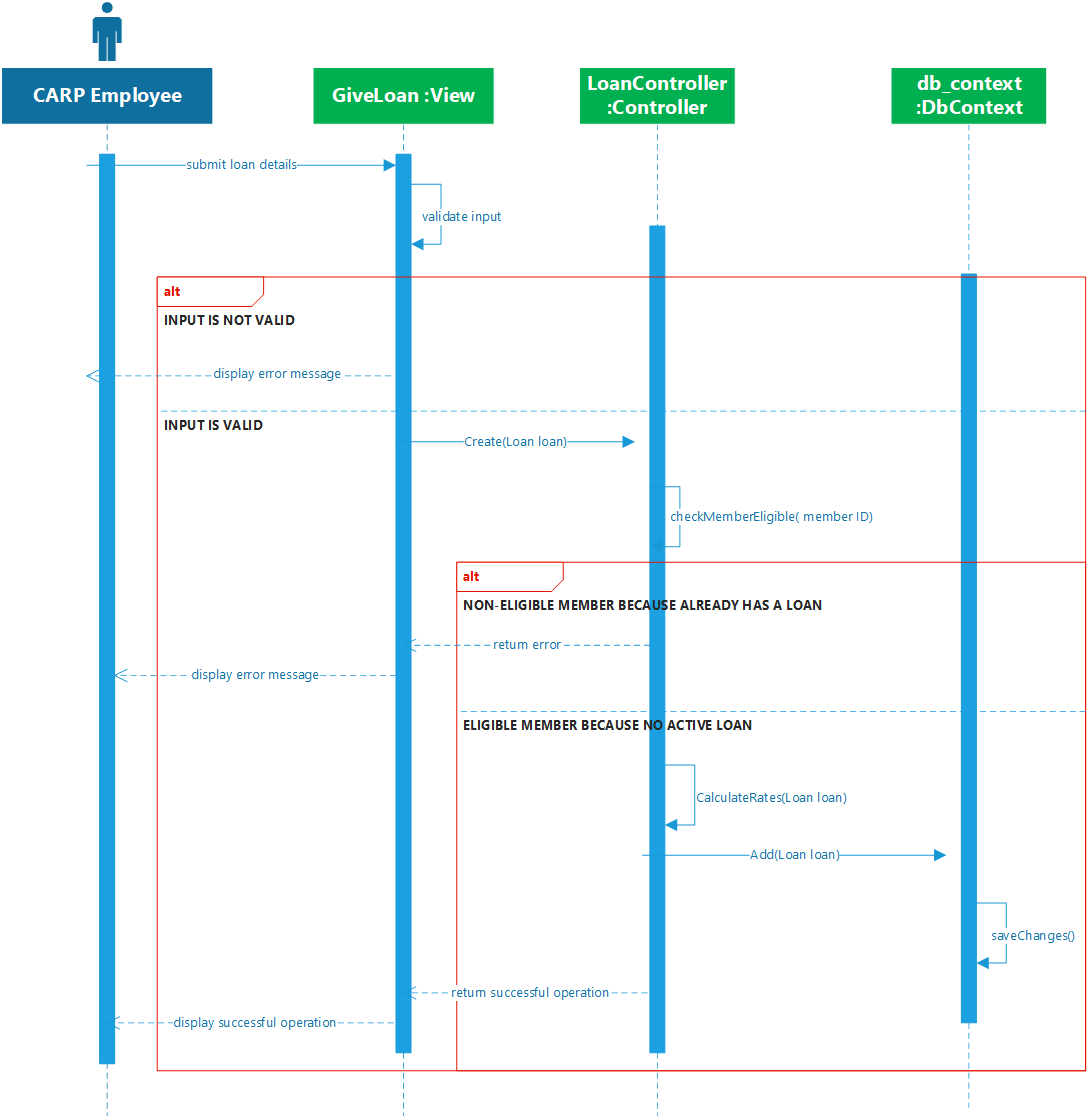 CARP Employee
GiveLoan :View
LoanController
:Controller
db_context
:DbContext
submit loan details
validate input
alt
INPUT IS NOT VALID
display error message
INPUT IS VALID
Create(Loan loan)
checkMemberEligible( member ID)
alt
NON-ELIGIBLE MEMBER BECAUSE ALREADY HAS A LOAN
return error
display error message
ELIGIBLE MEMBER BECAUSE NO ACTIVE LOAN
CalculateRates(Loan loan)
Add(Loan loan)
saveChanges()
return successful operation
display successful operation